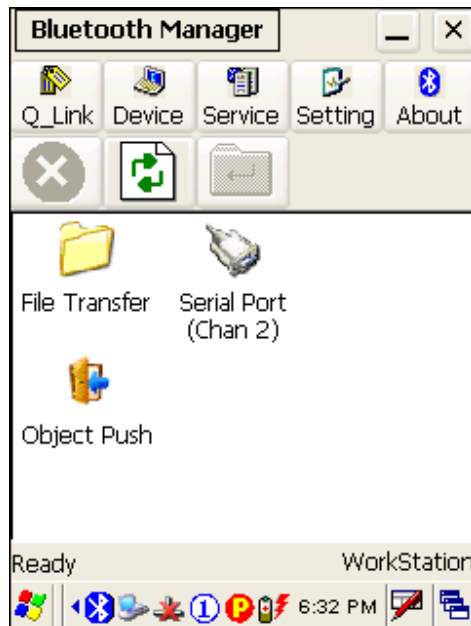 Bluetooth Manager
Q_Link Device Service Setting About
File Transfer Serial Port
(Chan 2)
Object Push
Ready WorkStation
1 P 6:32 PM